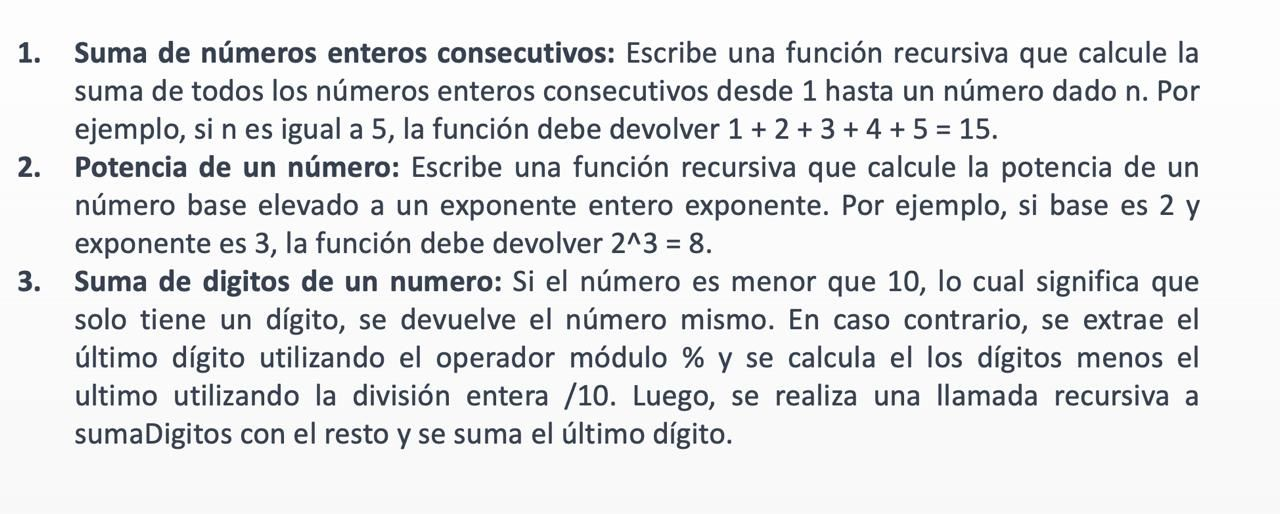 1. Suma de números enteros consecutivos: Escribe una función recursiva que calcule la
suma de todos los números enteros consecutivos desde 1 hasta un número dado n. Por
ejemplo, si n es igual a 5, la función debe devolver 1 + 2 + 3 + 4 + 5 = 15.
2. Potencia de un número: Escribe una función recursiva que calcule la potencia de un
número base elevado a un exponente entero exponente. Por ejemplo, si base es 2 y
exponente es 3, la función debe devolver 2^3 = 8.
3. Suma de digitos de un numero: Si el número es menor que 10, lo cual significa que
solo tiene un dígito, se devuelve el número mismo. En caso contrario, se extrae el
último dígito utilizando el operador módulo % y se calcula el los dígitos menos el
ultimo utilizando la división entera /10. Luego, se realiza una llamada recursiva a
sumaDigitos con el resto y se suma el último dígito.